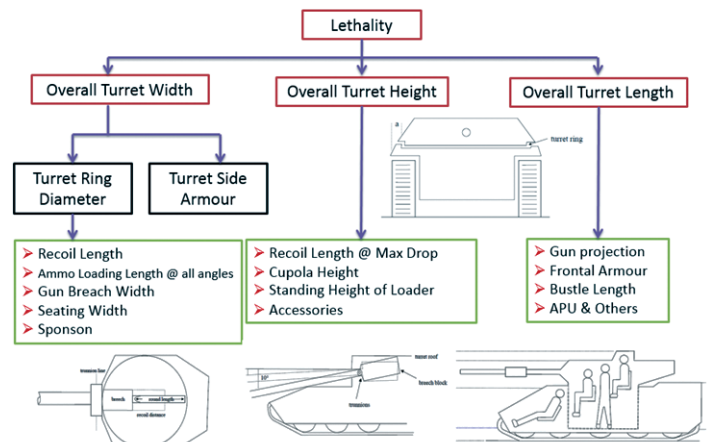 Lethality
Overall Turret Width
Overall Turret Height
Overall Turret Length
a
turret ring
Turret Ring
Diameter
Turret Side
Armour
Recoil Length
Ammo Loading Length @ all angles
Gun Breach Width
Seating Width
Sponson
Recoil Length @ Max Drop
Cupola Height
Standing Height of Loader
Accessories
Gun projection
Frontal Armour
Bustle Length
APU & Others
trunnion line
breech
round length
recoil distance
10°
turret roof
breech block
trunnions